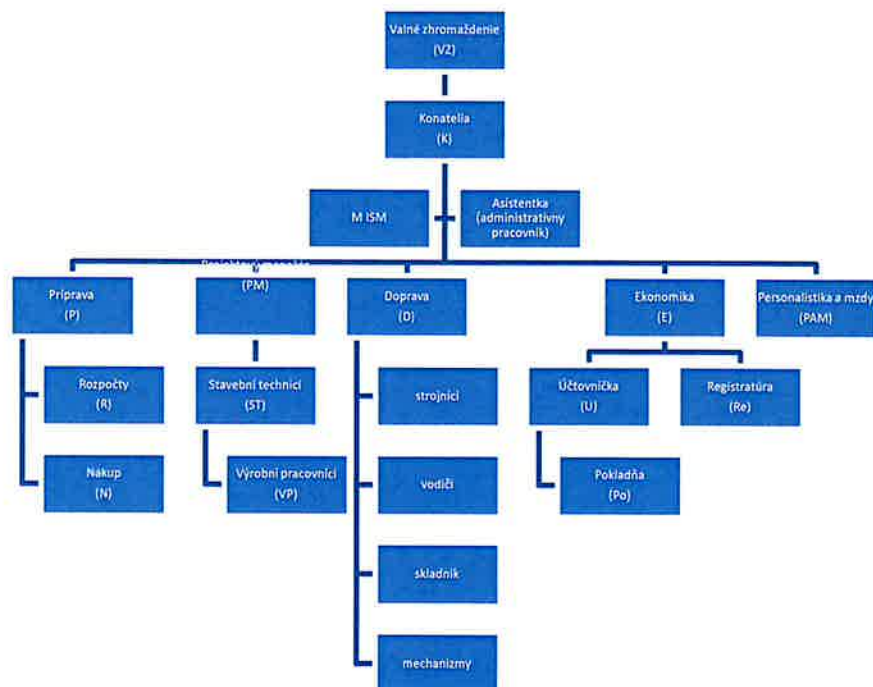 Valné zhromaždenie
(VZ)
Konatelia
(K)
M ISM
Asistentka
(administratívny
pracovník)
Príprava
(P)
(PM)
Doprava
(D)
Ekonomika
(E)
Personalistika a mzdy
(PAM)
Rozpočty
(R)
Stavební technici
(ST)
strojníci
Účtovníčka
(U)
Registratúra
(Re)
Nákup
(N)
Výrobní pracovníci
(VP)
vodiči
Pokladňa
(Po)
skladník
mechanizmy